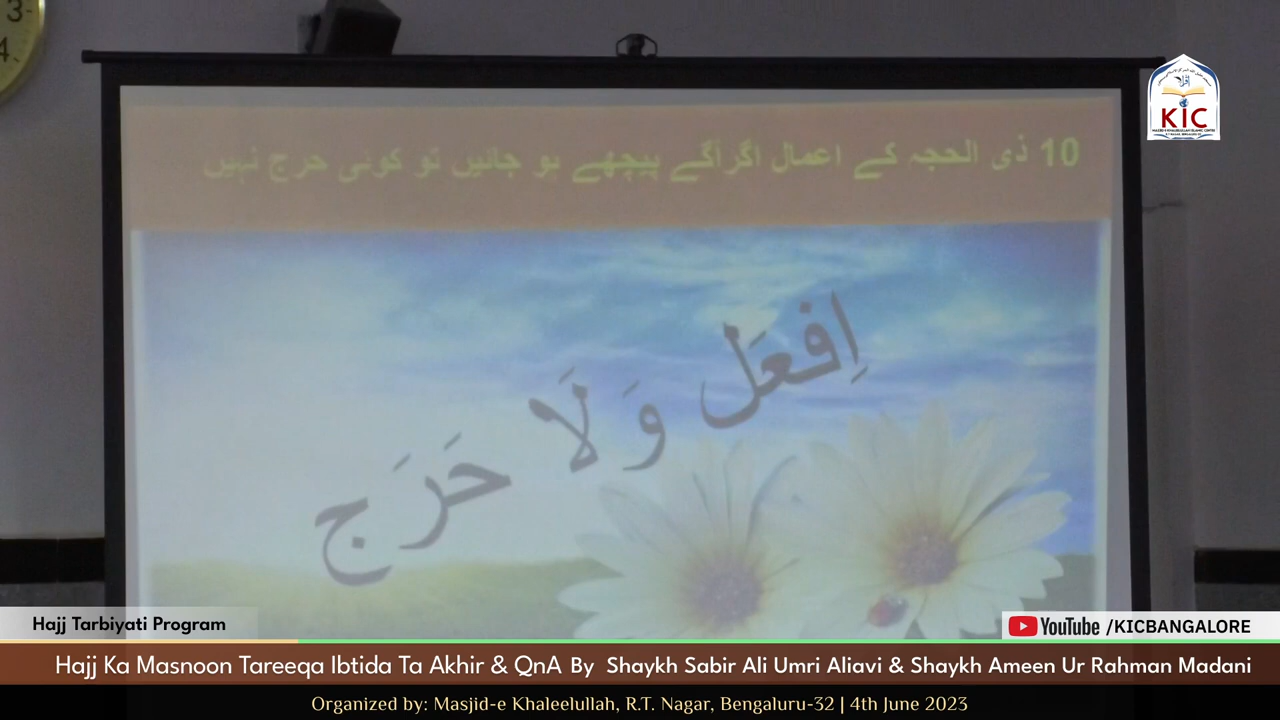 3
4
KIC
10 ذی الحجہ کے اعمال اگر آگے پیچھے ہو جائیں تو کوئی حرج نہیں
اِفعَل وَلَا حَرَج
Hajj Tarbiyati Program
YouTube /KICBANGALORE
Hajj Ka Masnoon Tareeqa Ibtida Ta Akhir & QnA By Shaykh Sabir Ali Umri Aliavi & Shaykh Ameen Ur Rahman Madani
Organized by: Masjid-e Khaleelullah, R.T. Nagar, Bengaluru-32 | 4th June 2023